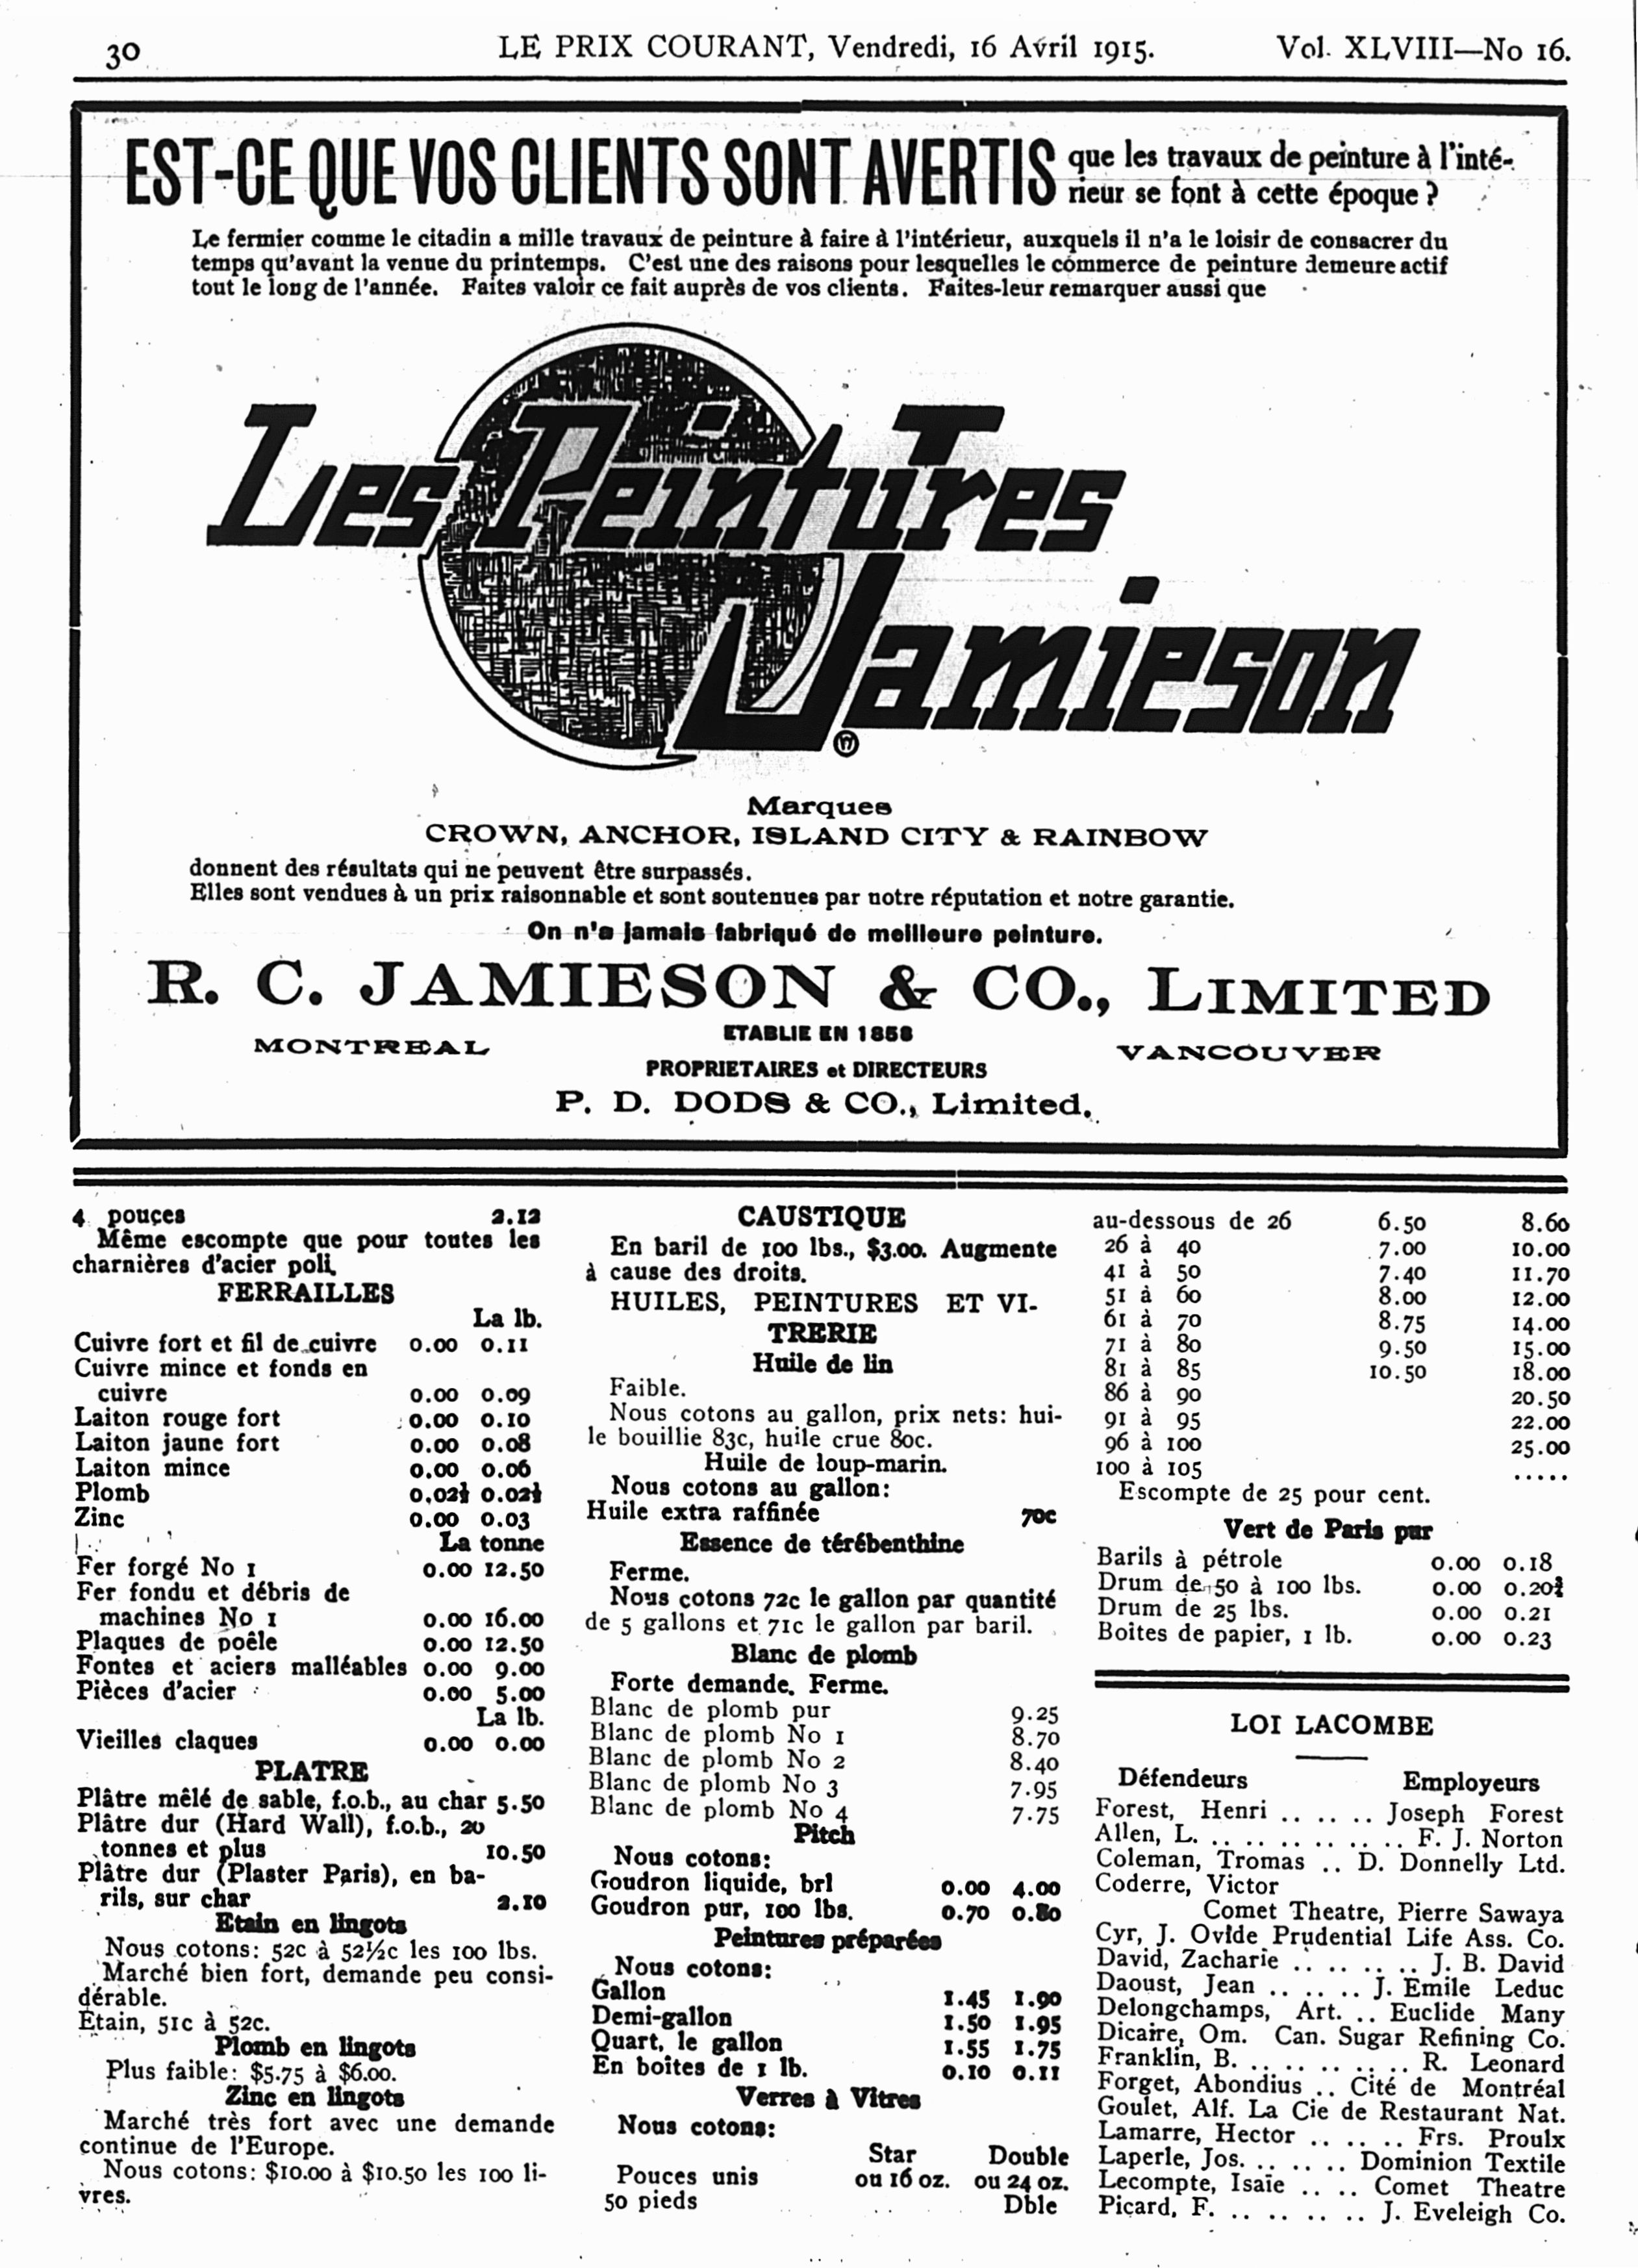 30
LE PRIX COURANT, Vendredi, 16 Avril 1915.
Vol. XLVIII—No 16.
EST-CE QUE VOS CLIENTS SONT AVERTIS que les travaux de peinture à l'inté-
rieur se font à cette époque ?
Le fermier comme le citadin a mille travaux de peinture à faire à l'intérieur, auxquels il n'a le loisir de consacrer du
temps qu'avant la venue du printemps. C'est une des raisons pour lesquelles le commerce de peinture demeure actif
tout le long de l'année. Faites valoir ce fait auprès de vos clients. Faites-leur remarquer aussi que
Les Peintures
Jamieson
Marques
CROWN, ANCHOR, ISLAND CITY & RAINBOW
donnent des résultats qui ne peuvent être surpassés.
Elles sont vendues à un prix raisonnable et sont soutenues par notre réputation et notre garantie.
On n'a jamais fabriqué de meilleure peinture.
R. C. JAMIESON & CO., LIMITED
MONTREAL
ETABLIE EN 1858
VANCOUVER
PROPRIETAIRES et DIRECTEURS
P. D. DODS & CO., Limited.
4 pouces 2.12
Même escompte que pour toutes les
charnières d'acier poli.
FERRAILLES
La lb.
Cuivre fort et fil de cuivre 0.00 0.11
Cuivre mince et fonds en
cuivre 0.00 0.09
Laiton rouge fort 0.00 0.10
Laiton jaune fort 0.00 0.08
Laiton mince 0.00 0.06
Plomb 0.02½ 0.02½
Zinc 0.00 0.03
La tonne
Fer forgé No 1 0.00 12.50
Fer fondu et débris de
machines No 1 0.00 16.00
Plaques de poêle 0.00 12.50
Fontes et aciers malléables 0.00 9.00
Pièces d'acier 0.00 5.00
La lb.
Vieilles claques 0.00 0.00
PLATRE
Plâtre mêlé de sable, f.o.b., au char 5.50
Plâtre dur (Hard Wall), f.o.b., 20
tonnes et plus 10.50
Plâtre dur (Plaster Paris), en ba-
rils, sur char 2.10
Etain en lingots
Nous cotons: 52c à 52½c les 100 lbs.
Marché bien fort, demande peu consi-
dérable.
Etain, 51c à 52c.
Plomb en lingots
Plus faible: $5.75 à $6.00.
Zinc en lingots
Marché très fort avec une demande
continue de l'Europe.
Nous cotons: $10.00 à $10.50 les 100 li-
vres.
CAUSTIQUE
En baril de 100 lbs., $3.00. Augmente
à cause des droits.
HUILES, PEINTURES ET VI-
TRERIE
Huile de lin
Faible.
Nous cotons au gallon, prix nets: hui-
le bouillie 83c, huile crue 80c.
Huile de loup-marin.
Nous cotons au gallon:
Huile extra raffinée 70c
Essence de térébenthine
Ferme.
Nous cotons 72c le gallon par quantité
de 5 gallons et 71c le gallon par baril.
Blanc de plomb
Forte demande. Ferme.
Blanc de plomb pur 9.25
Blanc de plomb No 1 8.70
Blanc de plomb No 2 8.40
Blanc de plomb No 3 7.95
Blanc de plomb No 4 7.75
Pitch
Nous cotons:
Goudron liquide, brl 0.00 4.00
Goudron pur, 100 lbs. 0.70 0.80
Peintures préparées
Nous cotons:
Gallon 1.45 1.90
Demi-gallon 1.50 1.95
Quart, le gallon 1.55 1.75
En boîtes de 1 lb. 0.10 0.11
Verres à Vitres
Nous cotons:
Star Double
Pouces unis ou 16 oz. ou 24 oz.
50 pieds Dble
au-dessous de 26 6.50 8.60
26 à 40 7.00 10.00
41 à 50 7.40 11.70
51 à 60 8.00 12.00
61 à 70 8.75 14.00
71 à 80 9.50 15.00
81 à 85 10.50 18.00
86 à 90 20.50
91 à 95 22.00
96 à 100 25.00
100 à 105 .....
Escompte de 25 pour cent.
Vert de Paris pur
Barils à pétrole 0.00 0.18
Drum de 50 à 100 lbs. 0.00 0.20¾
Drum de 25 lbs. 0.00 0.21
Boites de papier, 1 lb. 0.00 0.23
LOI LACOMBE
Défendeurs Employeurs
Forest, Henri .. .. .. Joseph Forest
Allen, L. .. .. .. .. .. .. F. J. Norton
Coleman, Tromas .. D. Donnelly Ltd.
Coderre, Victor
Comet Theatre, Pierre Sawaya
Cyr, J. Ovide Prudential Life Ass. Co.
David, Zacharie .. .. .. .. J. B. David
Daoust, Jean .. .. .. J. Emile Leduc
Delongchamps, Art. .. Euclide Many
Dicaire, Om. Can. Sugar Refining Co.
Franklin, B. .. .. .. .. .. R. Leonard
Forget, Abondius .. Cité de Montréal
Goulet, Alf. La Cie de Restaurant Nat.
Lamarre, Hector .. .. .. Frs. Proulx
Laperle, Jos. .. .. .. Dominion Textile
Lecompte, Isaïe .. .. Comet Theatre
Picard, F. .. .. .. .. .. J. Eveleigh Co.